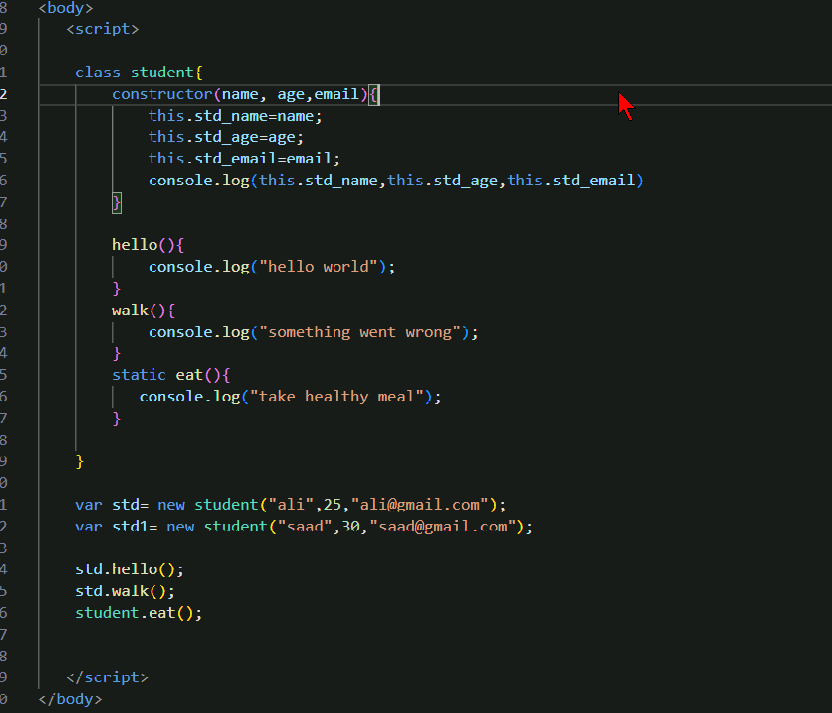 8 <body>
9 <script>
0
1 class student{
2 constructor(name, age,email){
3 this.std_name=name;
4 this.std_age=age;
5 this.std_email=email;
6 console.log(this.std_name,this.std_age,this.std_email)
7 }
8
9 hello(){
0 console.log("hello world");
1 }
2 walk(){
3 console.log("something went wrong");
4 }
5 static eat(){
6 console.log("take healthy meal");
7 }
8
9 }
0
1 var std= new student("ali",25,"ali@gmail.com");
2 var std1= new student("saad",30,"saad@gmail.com");
3
4 std.hello();
5 std.walk();
6 student.eat();
7
8
9 </script>
0 </body>